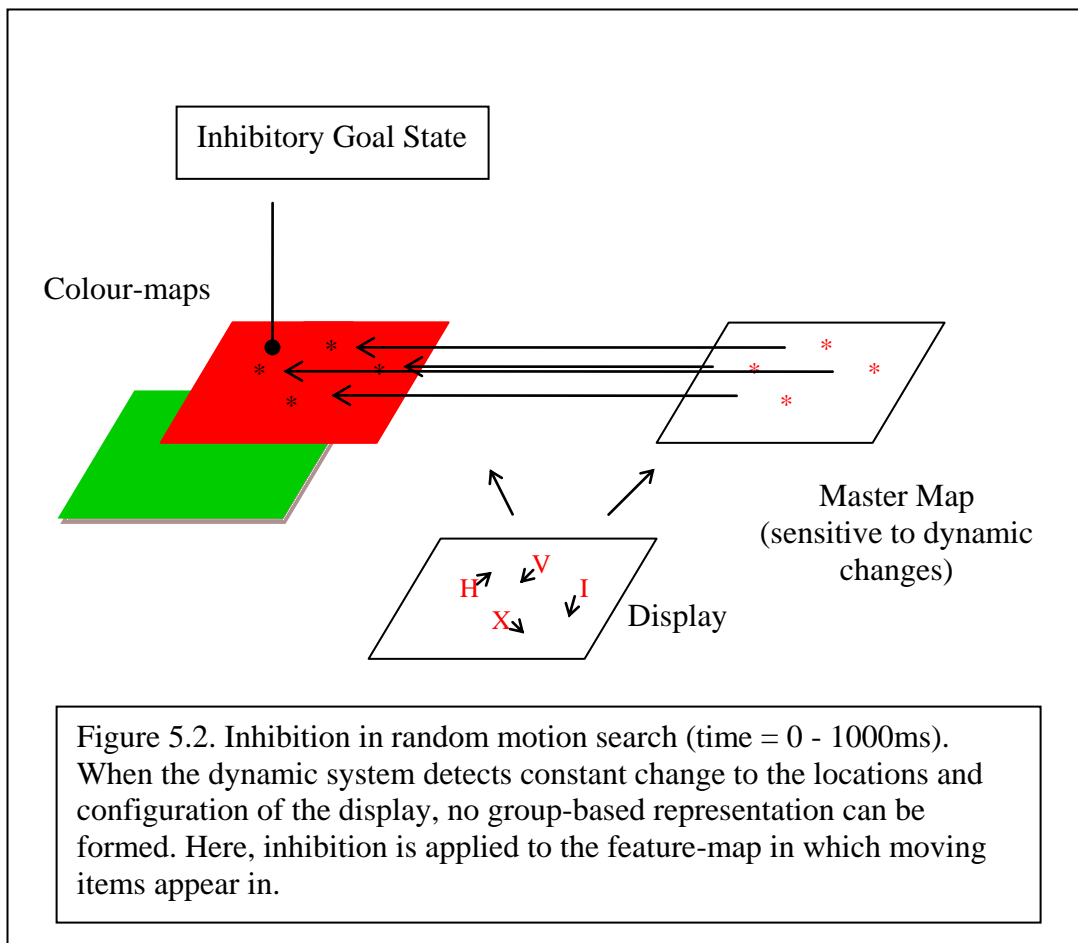 Inhibitory Goal State
Colour-maps
* * * *
* * * *
Master Map
(sensitive to dynamic
changes)
H V I
X
Display
Figure 5.2. Inhibition in random motion search (time = 0 - 1000ms).
When the dynamic system detects constant change to the locations and
configuration of the display, no group-based representation can be
formed. Here, inhibition is applied to the feature-map in which moving
items appear in.